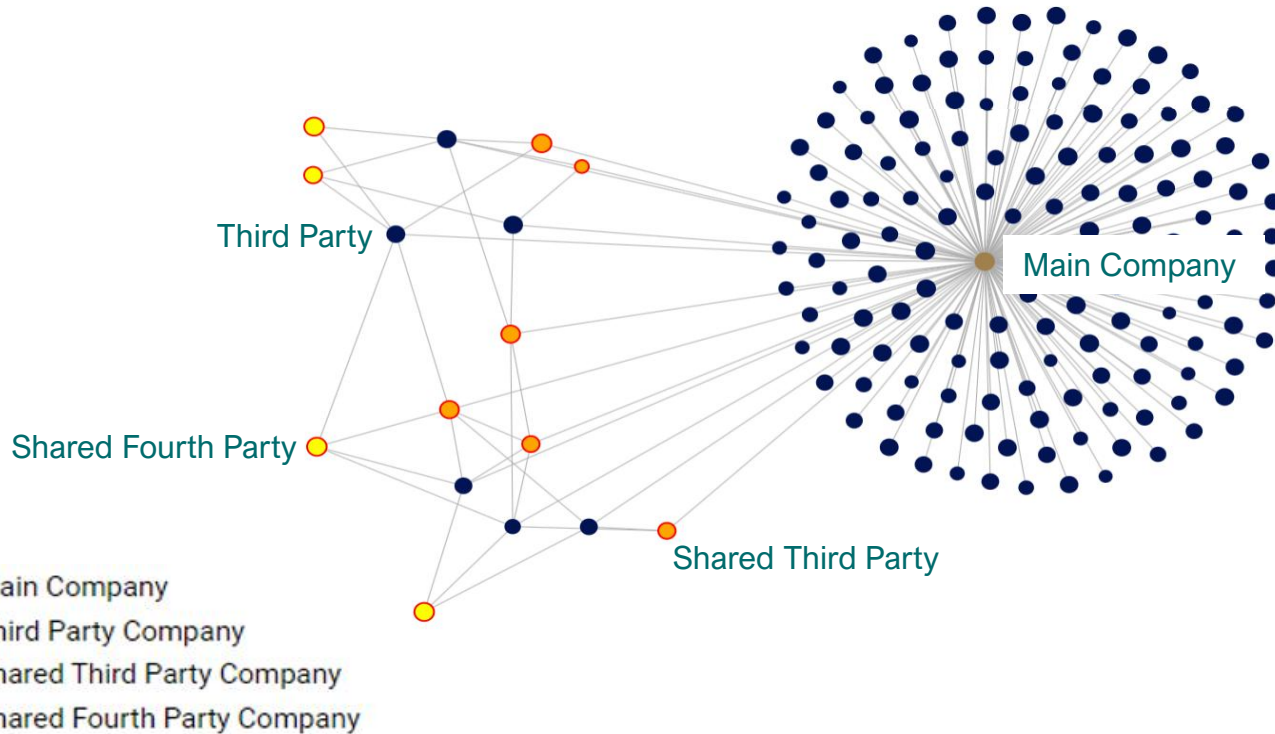 Third Party
Main Company
Shared Fourth Party
Shared Third Party
ain Company
hird Party Company
hared Third Party Company
hared Fourth Party Company